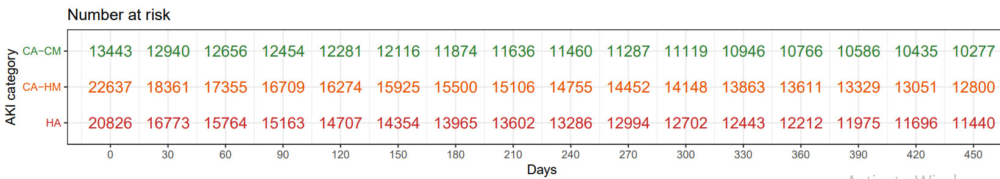 Number at risk
AKI category
CA−CM 13443 12940 12656 12454 12281 12116 11874 11636 11460 11287 11119 10946 10766 10586 10435 10277
CA−HM 22637 18361 17355 16709 16274 15925 15500 15106 14755 14452 14148 13863 13611 13329 13051 12800
HA 20826 16773 15764 15163 14707 14354 13965 13602 13286 12994 12702 12443 12212 11975 11696 11440
0 30 60 90 120 150 180 210 240 270 300 330 360 390 420 450
Days